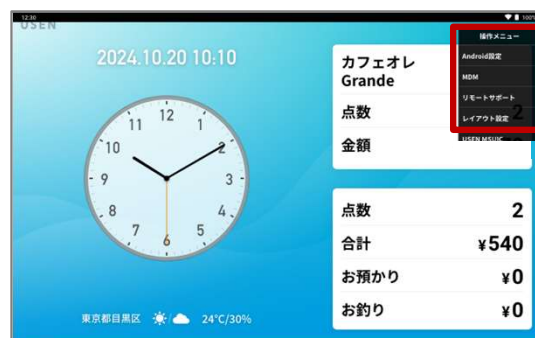 12:30
100%
USEN
2024.10.20 10:10
12
1
2
3
4
5
6
7
8
9
10
11
東京都目黒区
24°C/30%
カフェオレ
Grande
点数
2
金額
点数 2
合計 ¥540
お預かり ¥0
お釣り ¥0
操作メニュー
Android設定
MDM
リモートサポート
レイアウト設定
USEN MSUIC